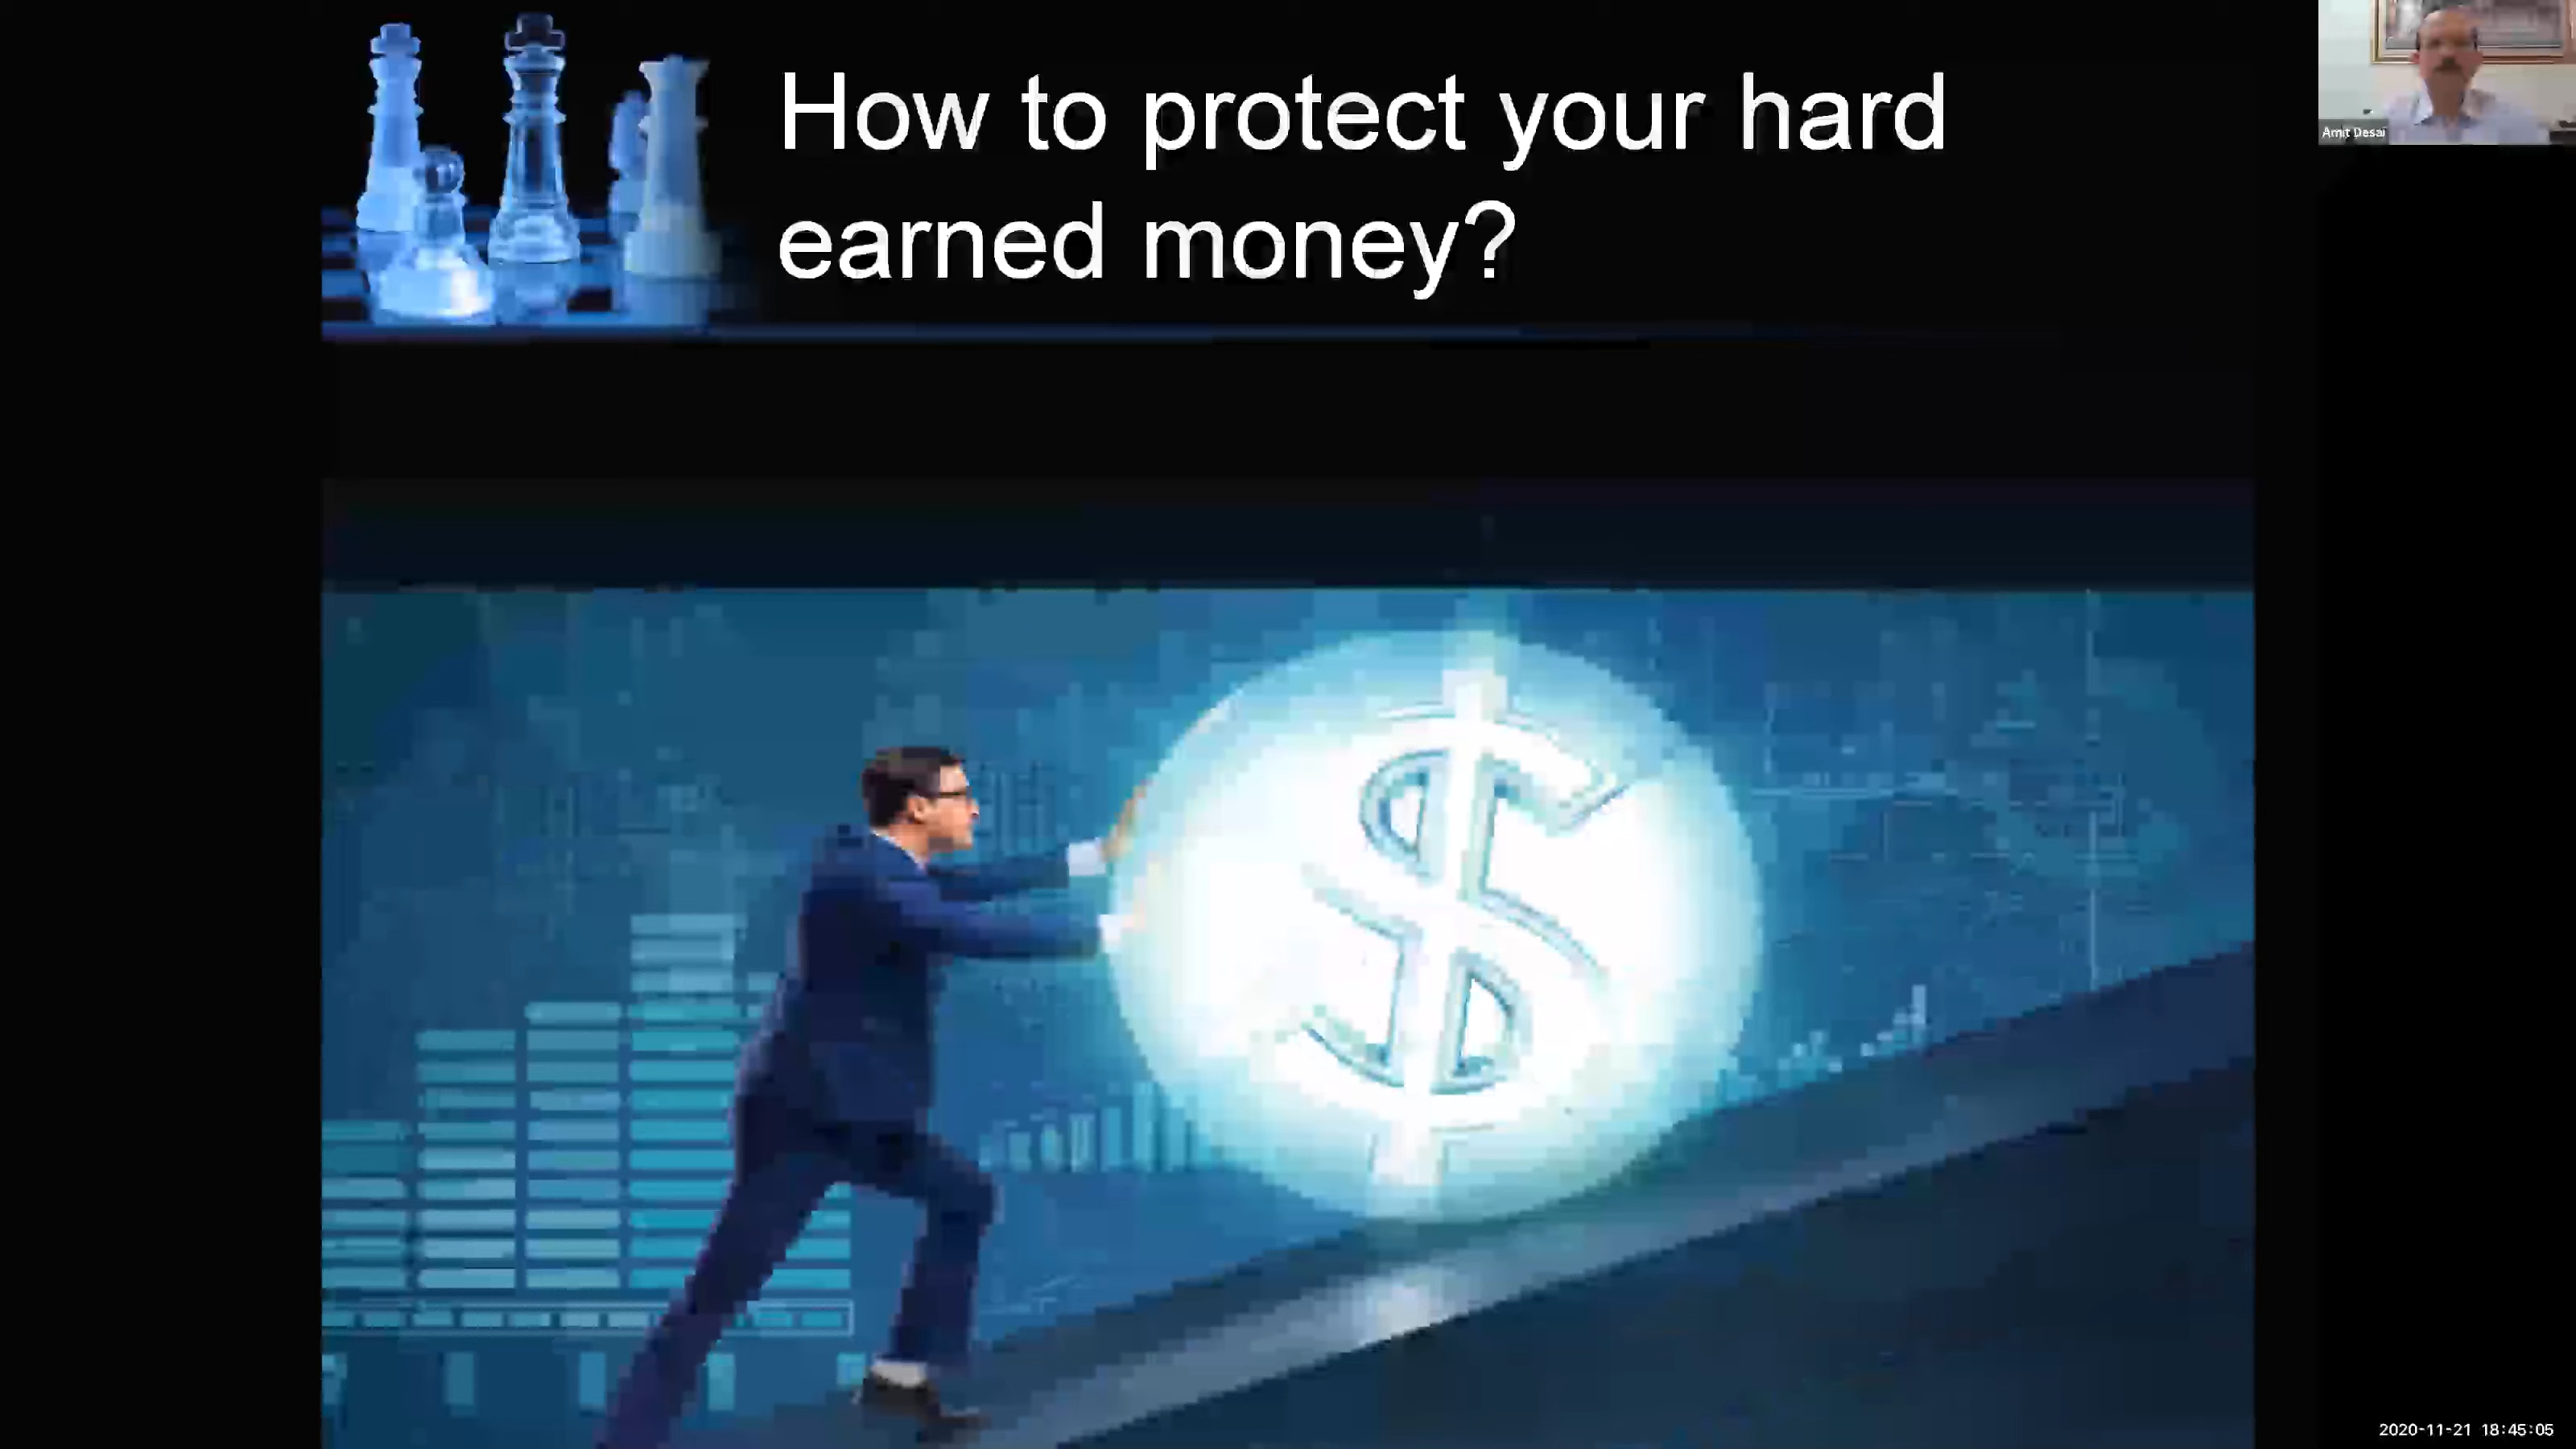 How to protect your hard
earned money?
Amit Desai
$
2020-11-21 18:45:05